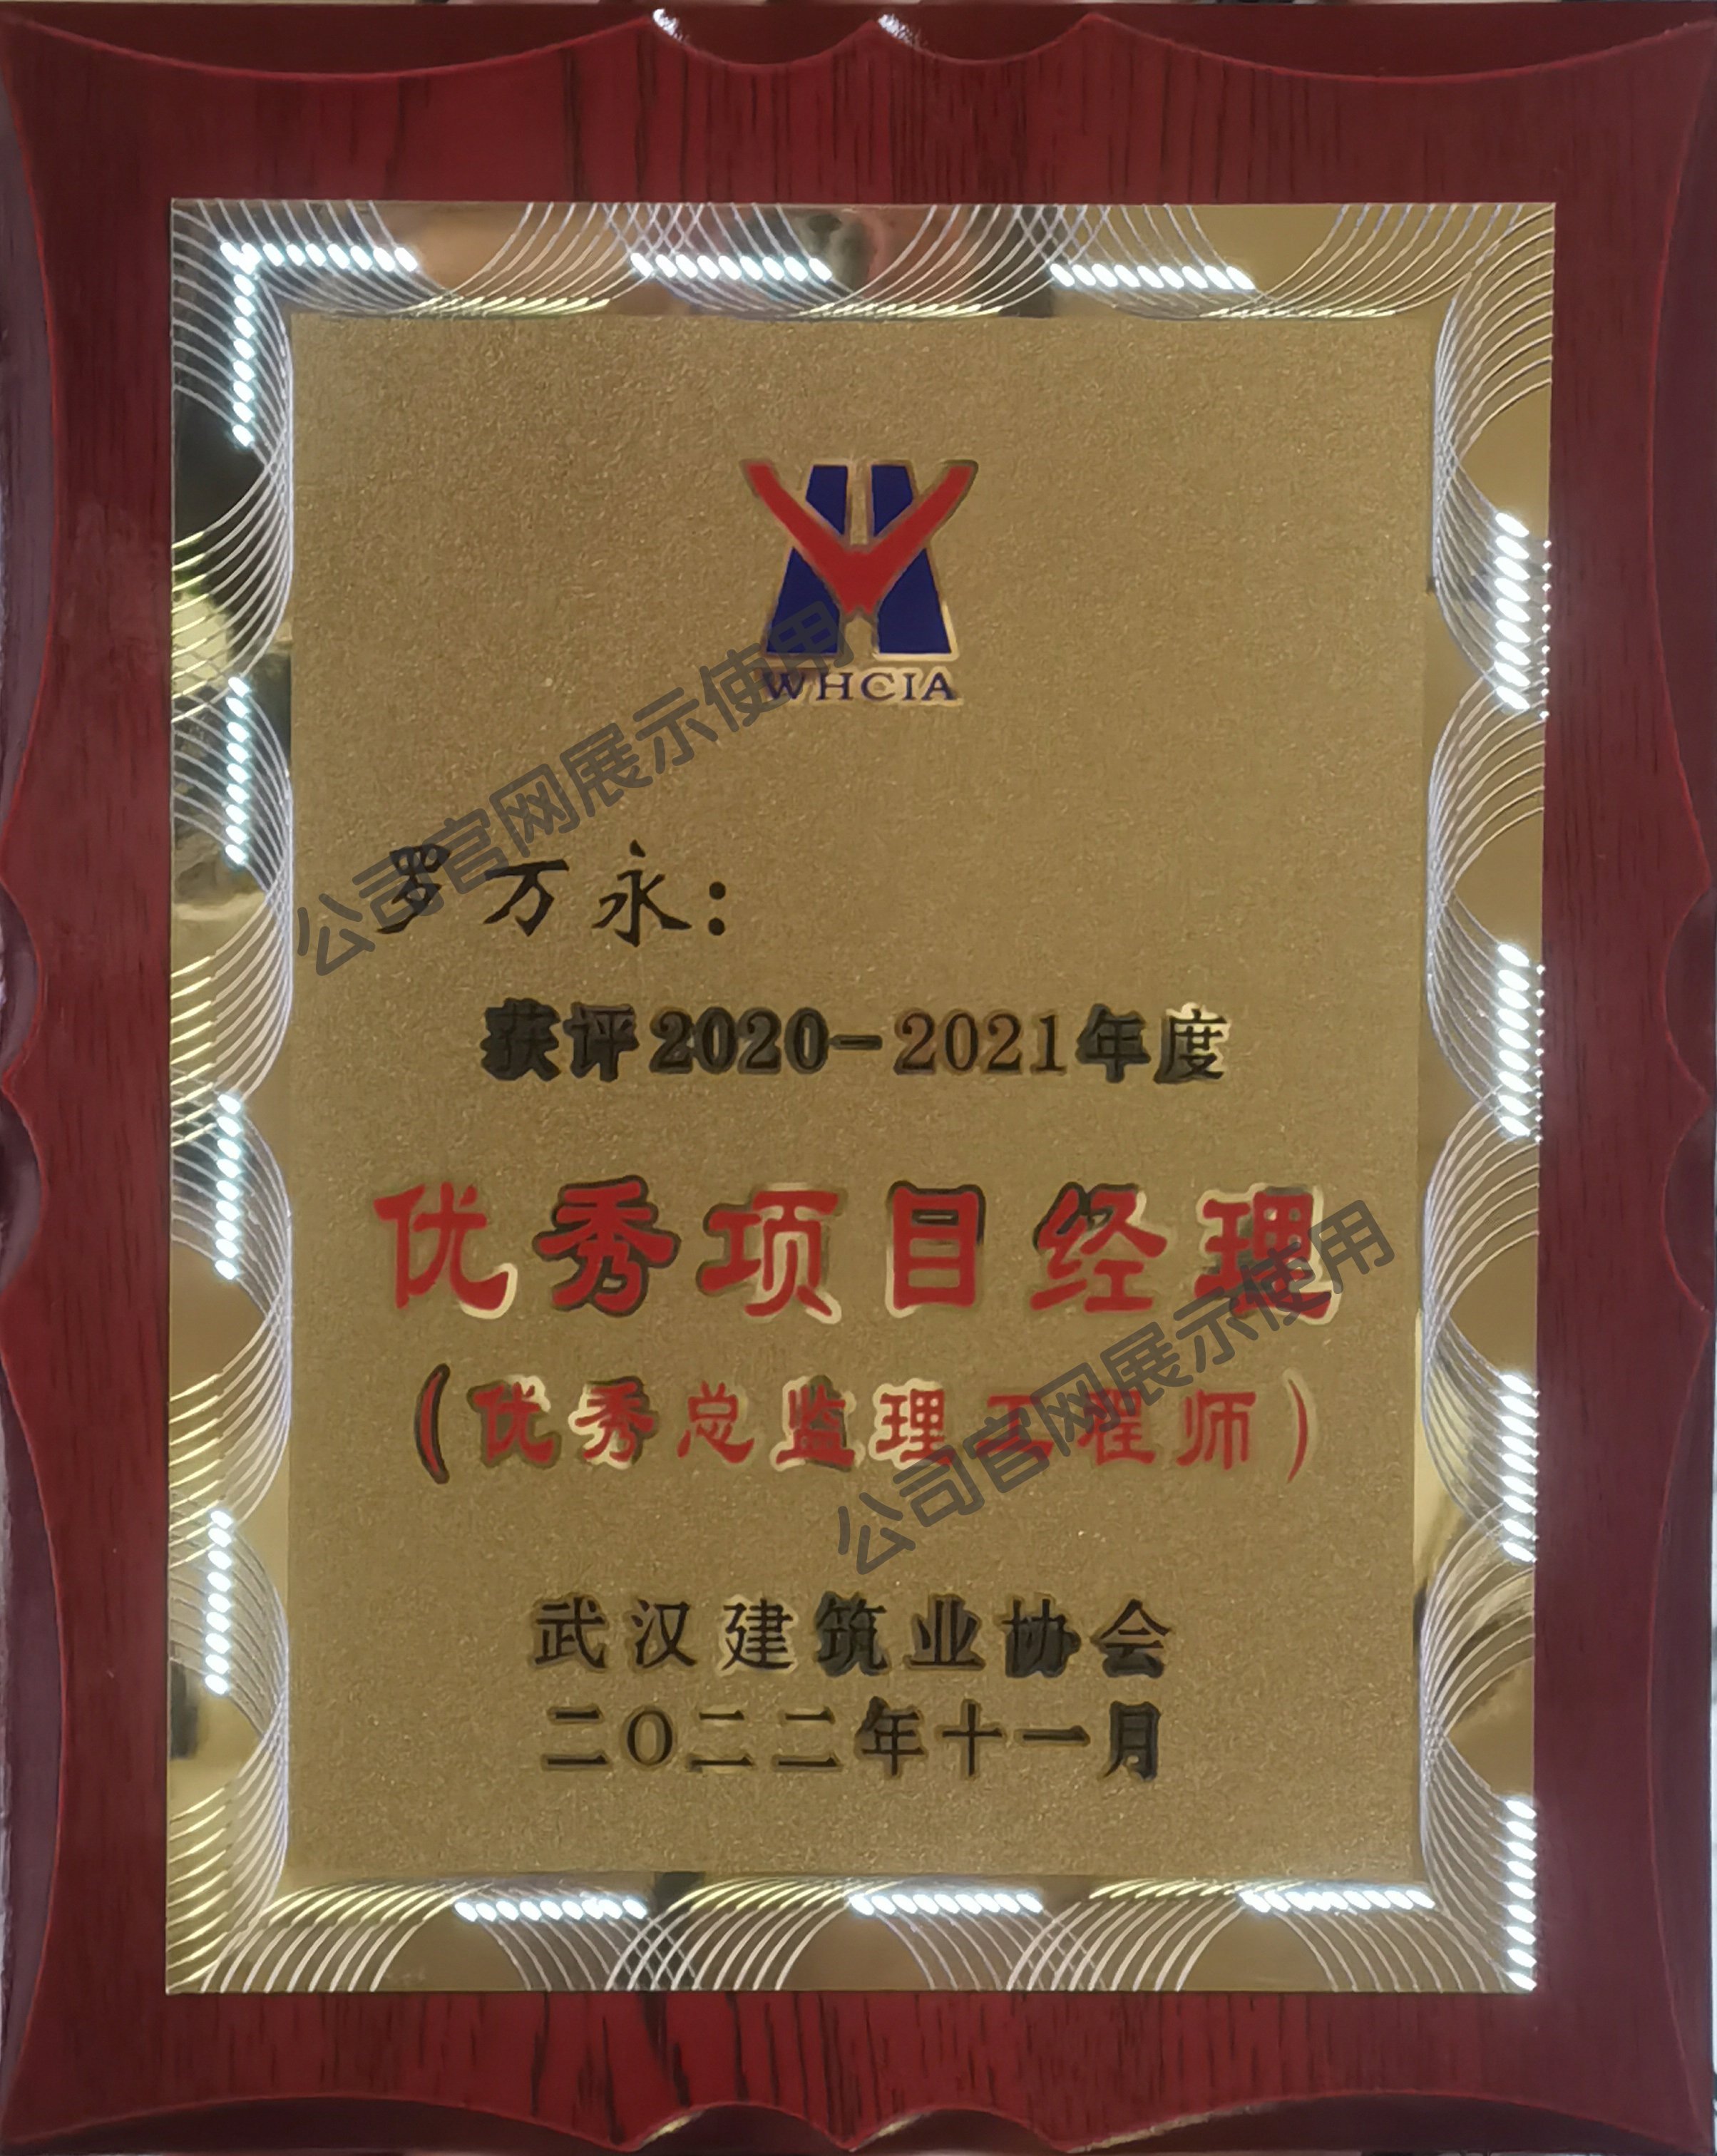 WHCIA
罗万永:
获评2020-2021年度
优秀项目经理
(优秀总监理工程师)
武汉建筑业协会
二〇二二年十一月
公司官网展示使用
公司官网展示使用